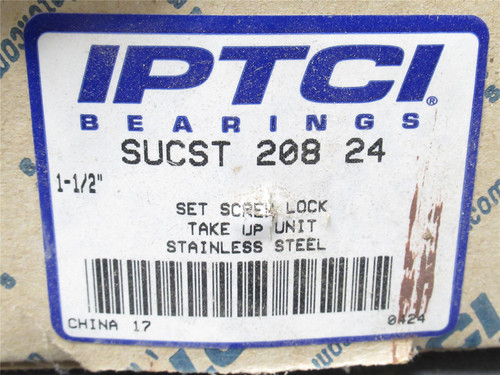 IPTCI®
BEARINGS
SUCST 208 24
1-1/2"
SET SCREW LOCK
TAKE UP UNIT
STAINLESS STEEL
CHINA 17
0424